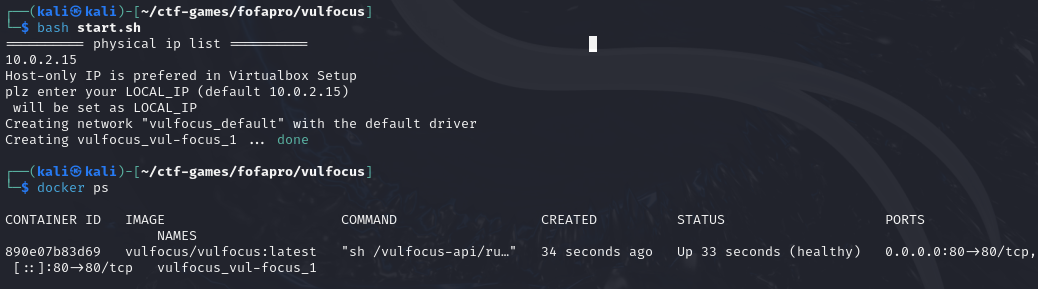 ┌──(kali㉿kali)-[~/ctf-games/fofapro/vulfocus]
└─$ bash start.sh
========== physical ip list ==========
10.0.2.15
Host-only IP is prefered in Virtualbox Setup
plz enter your LOCAL_IP (default 10.0.2.15)
 will be set as LOCAL_IP
Creating network "vulfocus_default" with the default driver
Creating vulfocus_vul-focus_1 ... done
┌──(kali㉿kali)-[~/ctf-games/fofapro/vulfocus]
└─$ docker ps
CONTAINER ID   IMAGE                      COMMAND                  CREATED          STATUS                    PORTS
                   NAMES
890e07b83d69   vulfocus/vulfocus:latest   "sh /vulfocus-api/ru…"   34 seconds ago   Up 33 seconds (healthy)   0.0.0.0:80->80/tcp,
 [::]:80->80/tcp   vulfocus_vul-focus_1